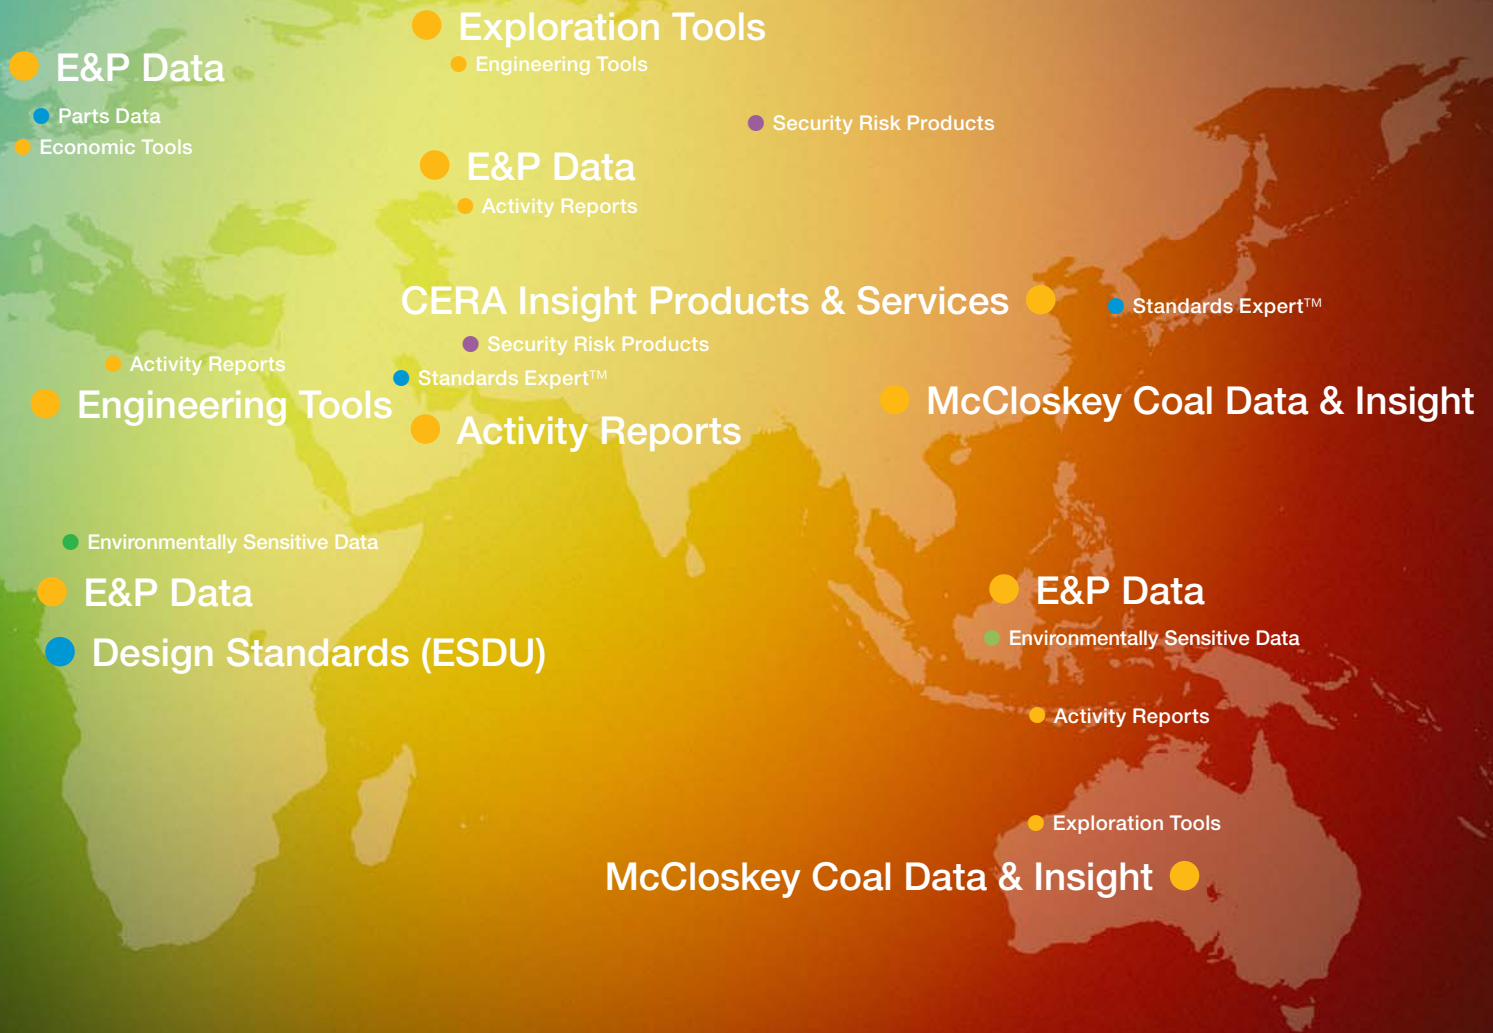 Exploration Tools
E&P Data
Engineering Tools
Parts Data
Security Risk Products
Economic Tools
E&P Data
Activity Reports
CERA Insight Products & Services
Standards Expert™
Security Risk Products
Activity Reports
Standards Expert™
Engineering Tools
McCloskey Coal Data & Insight
Activity Reports
Environmentally Sensitive Data
E&P Data
E&P Data
Environmentally Sensitive Data
Design Standards (ESDU)
Activity Reports
Exploration Tools
McCloskey Coal Data & Insight